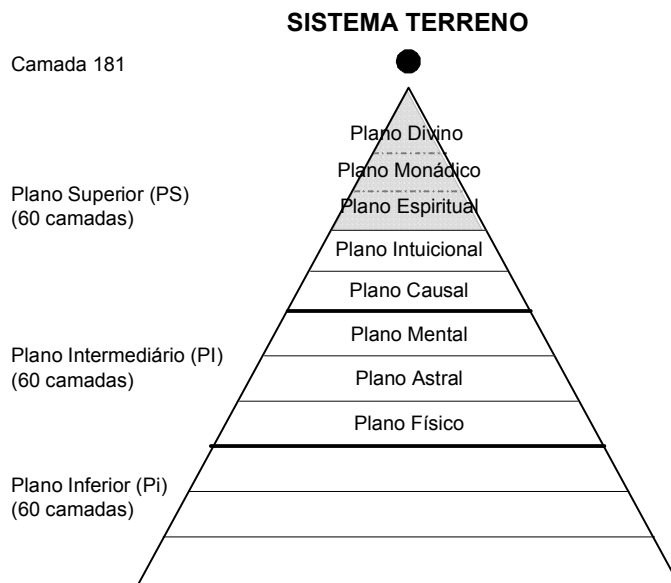 SISTEMA TERRENO
Camada 181
Plano Divino
Plano Monádico
Plano Superior (PS)
(60 camadas)
Plano Espiritual
Plano Intuicional
Plano Causal
Plano Mental
Plano Intermediário (PI)
(60 camadas)
Plano Astral
Plano Físico
Plano Inferior (Pi)
(60 camadas)